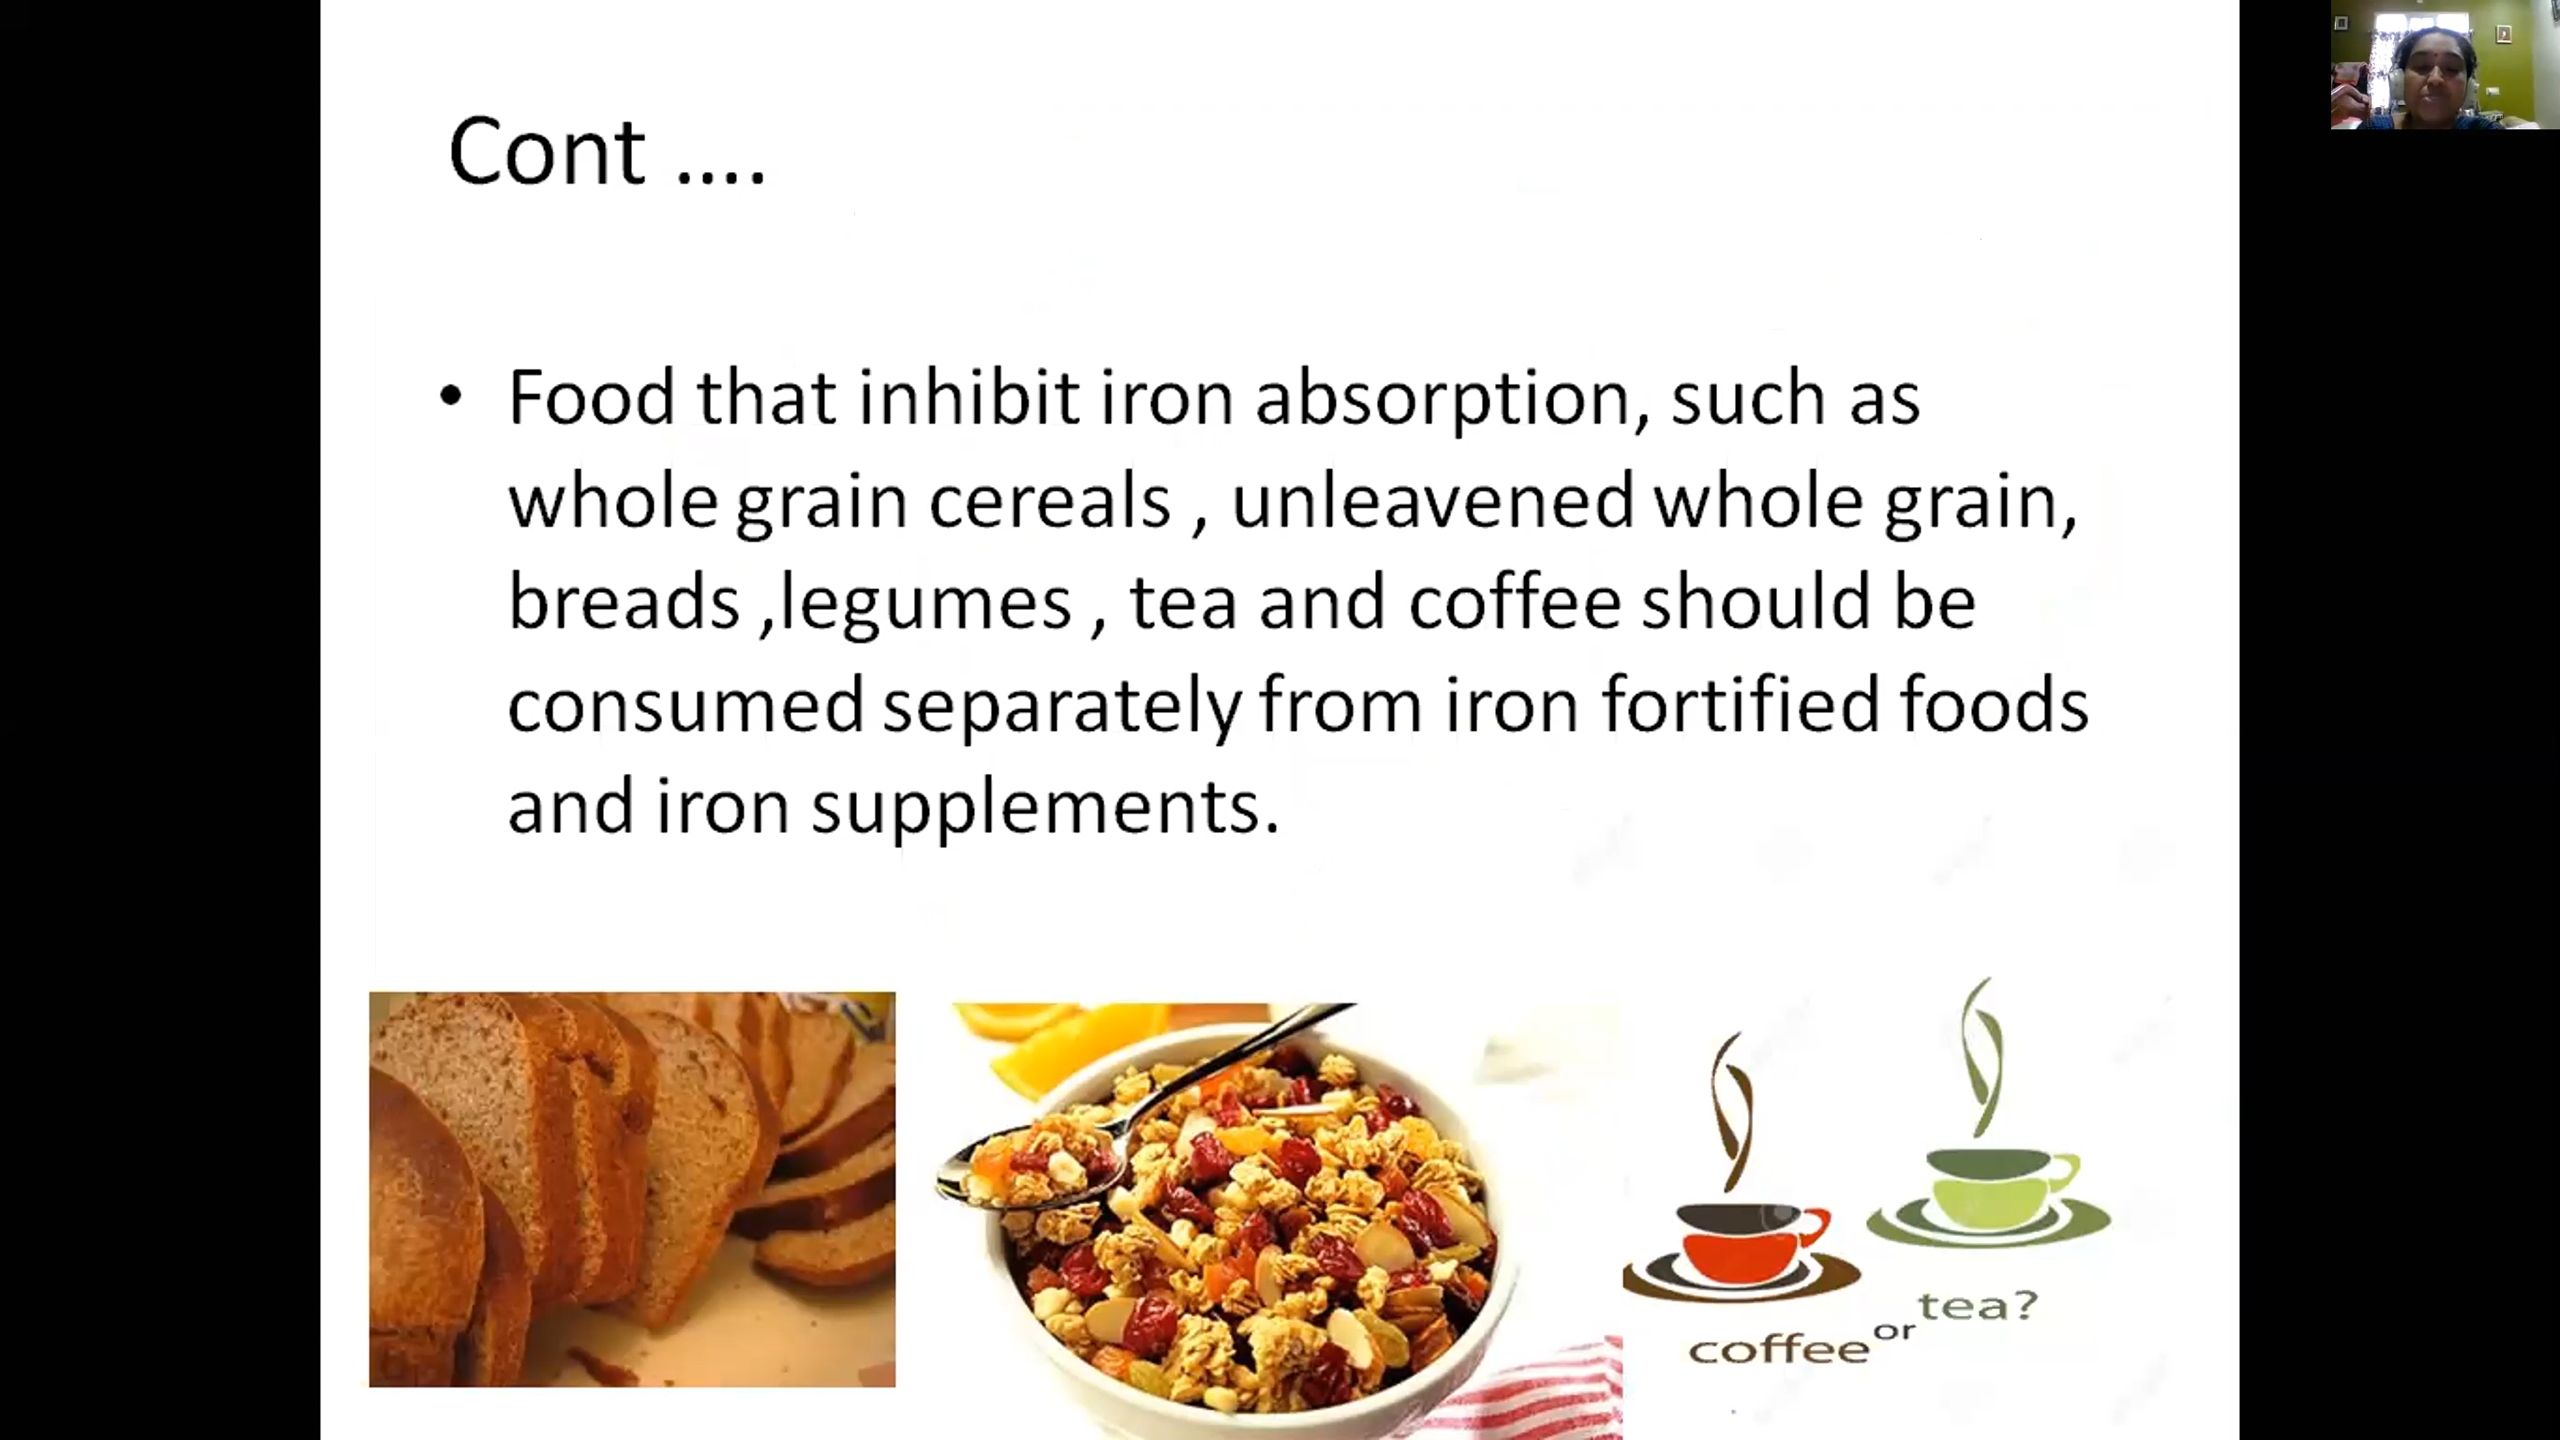 Cont ....
• Food that inhibit iron absorption, such as
whole grain cereals , unleavened whole grain,
breads ,legumes , tea and coffee should be
consumed separately from iron fortified foods
and iron supplements.
coffee or tea?